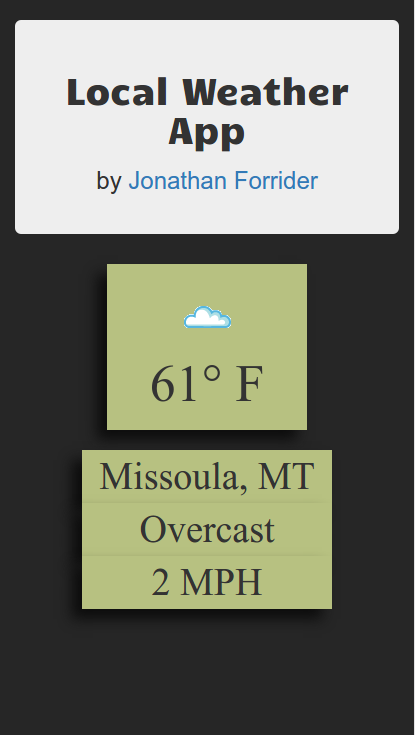 Local Weather
App
by Jonathan Forrider
61° F
Missoula, MT
Overcast
2 MPH